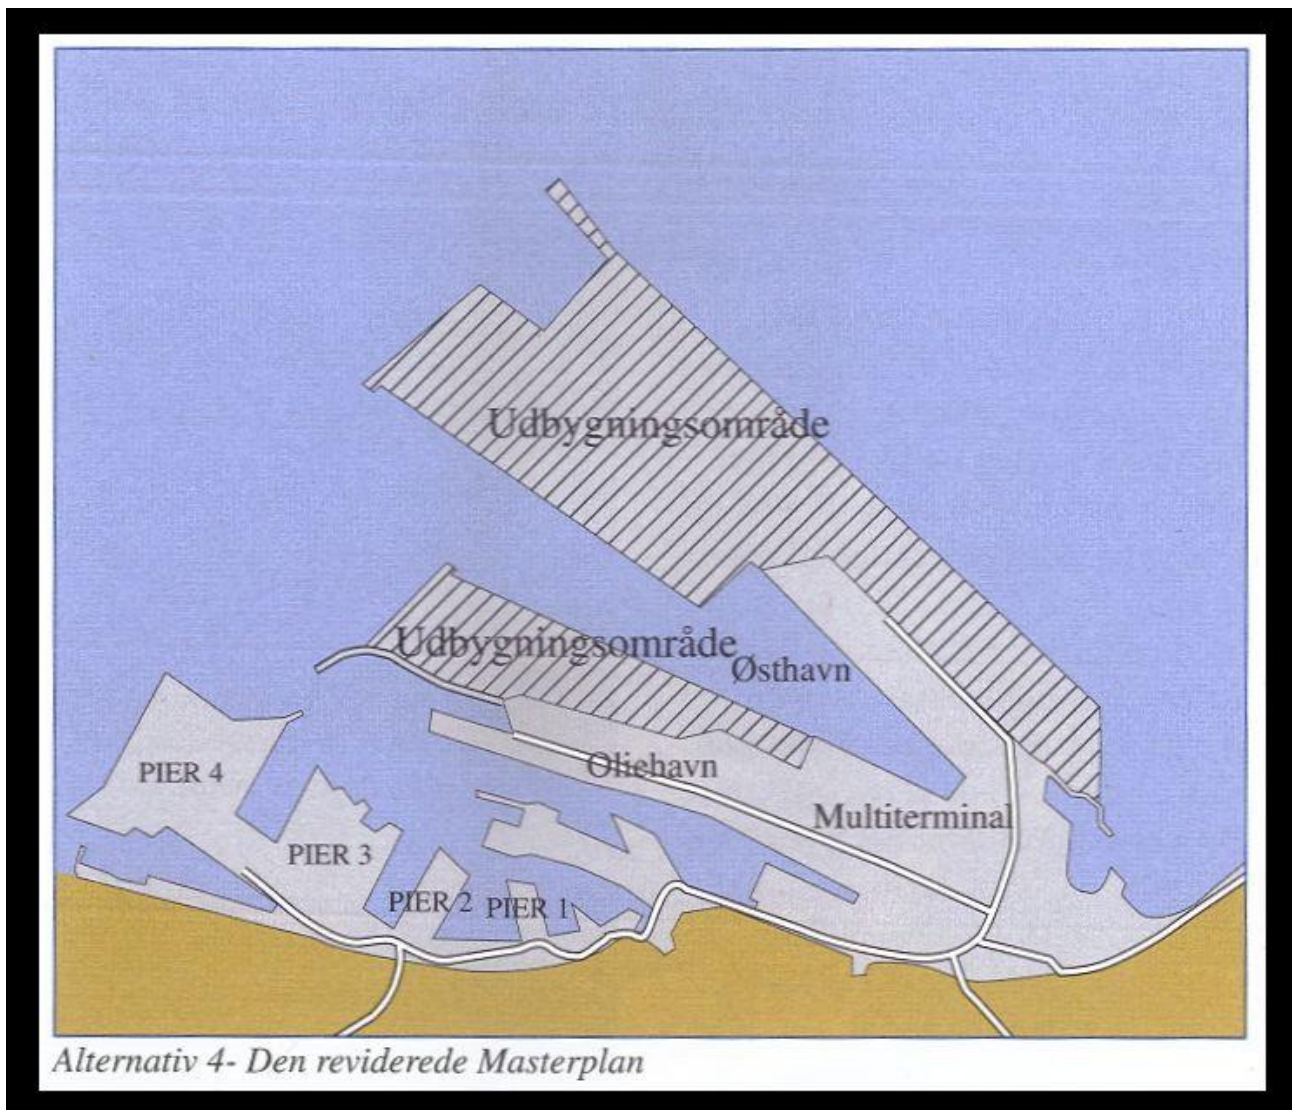 Udbygningsområde
Udbygningsområde
Østhavn
Oliehavn
PIER 4
Multiterminal
PIER 3
PIER 2
PIER 1
Alternativ 4- Den reviderede Masterplan